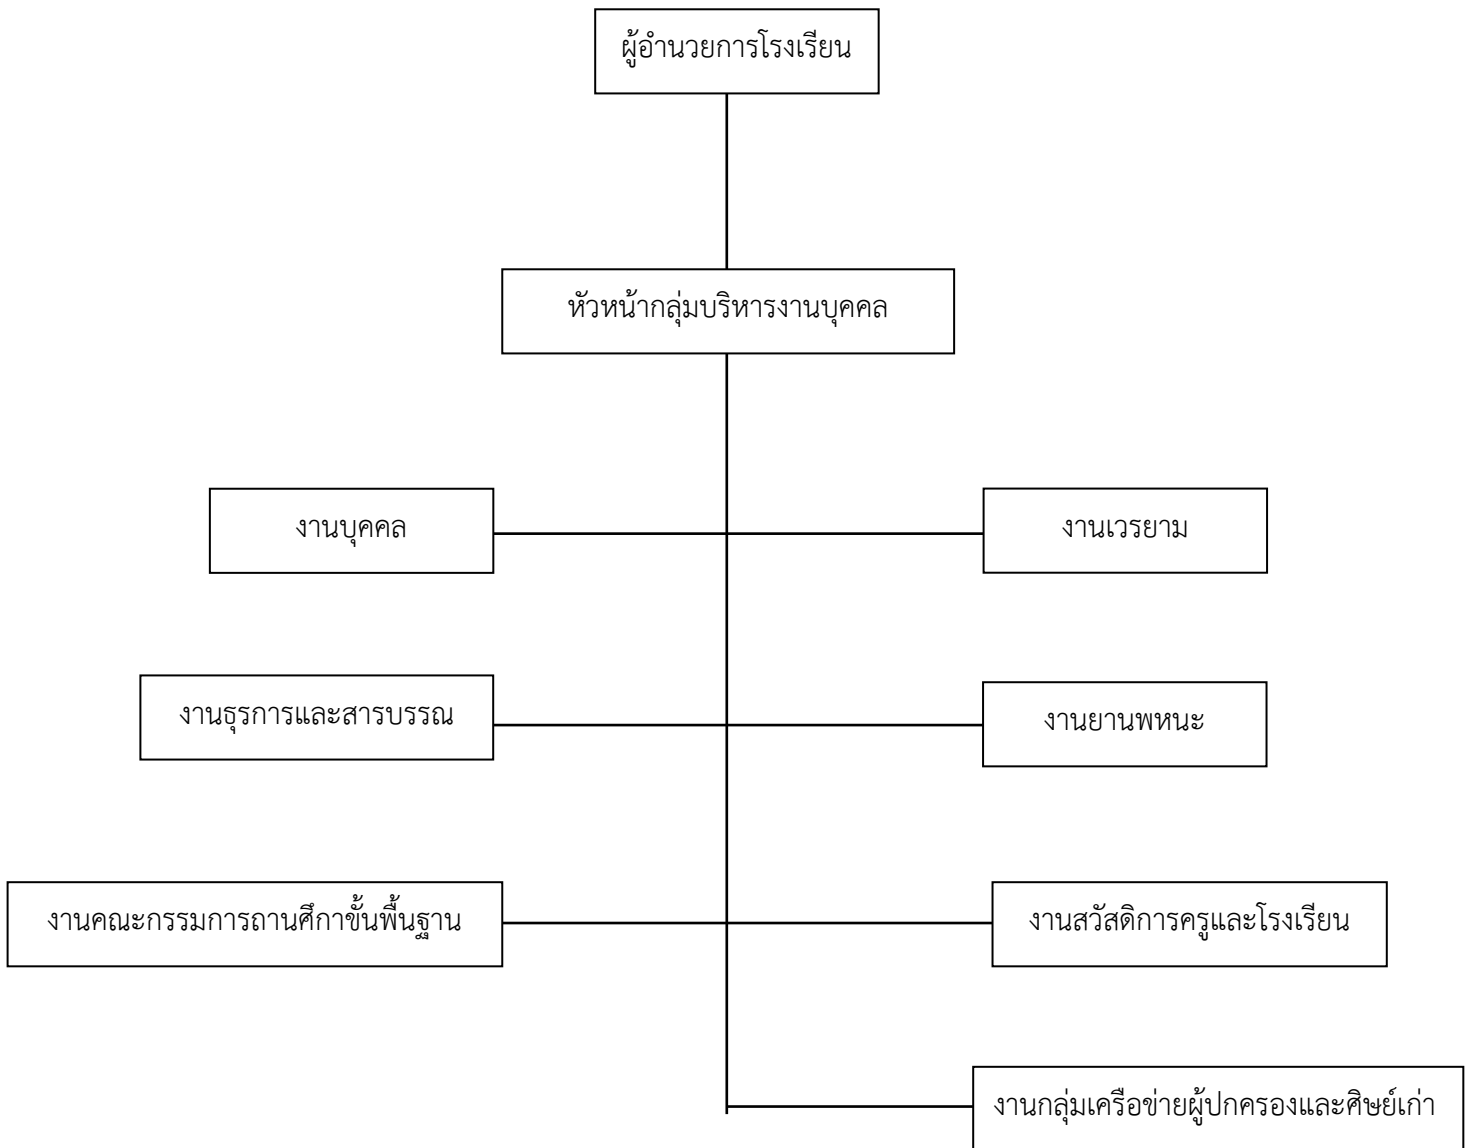 ผู้อำนวยการโรงเรียน
หัวหน้ากลุ่มบริหารงานบุคคล
งานบุคคล
งานเวรยาม
งานธุรการและสารบรรณ
งานยานพหนะ
งานคณะกรรมการถานศึกาขั้นพื้นฐาน
งานสวัสดิการครูและโรงเรียน
งานกลุ่มเครือข่ายผู้ปกครองและศิษย์เก่า